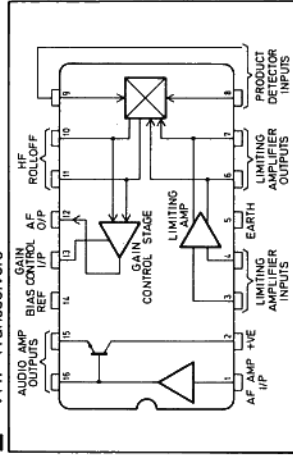 Transceivers
AUDIO AMP
OUTPUTS
BIAS
REF
GAIN
CONTROL
I/P
AF
O/P
HF
ROLLOFF
16
15
14
13
12
11
10
9
GAIN
CONTROL STAGE
LIMITING
AMP
1
2
3
4
5
6
7
8
AF AMP
I/P
+VE
LIMITING
AMPLIFIER
INPUTS
EARTH
LIMITING
AMPLIFIER
OUTPUTS
PRODUCT
DETECTOR
INPUTS